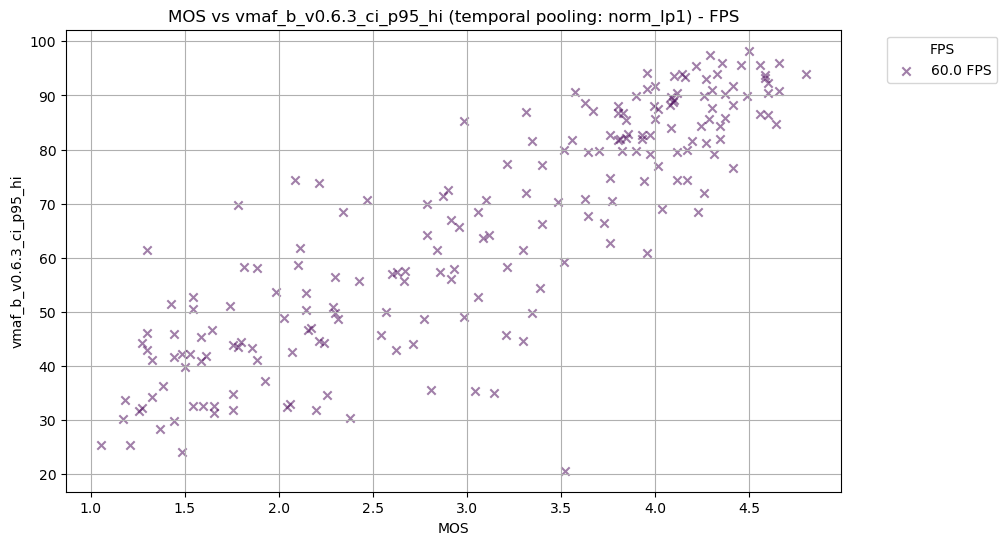 MOS vs vmaf_b_v0.6.3_ci_p95_hi (temporal pooling: norm_lp1) - FPS
FPS
60.0 FPS
vmaf_b_v0.6.3_ci_p95_hi
100
90
80
70
60
50
40
30
20
1.0 1.5 2.0 2.5 3.0 3.5 4.0 4.5
MOS